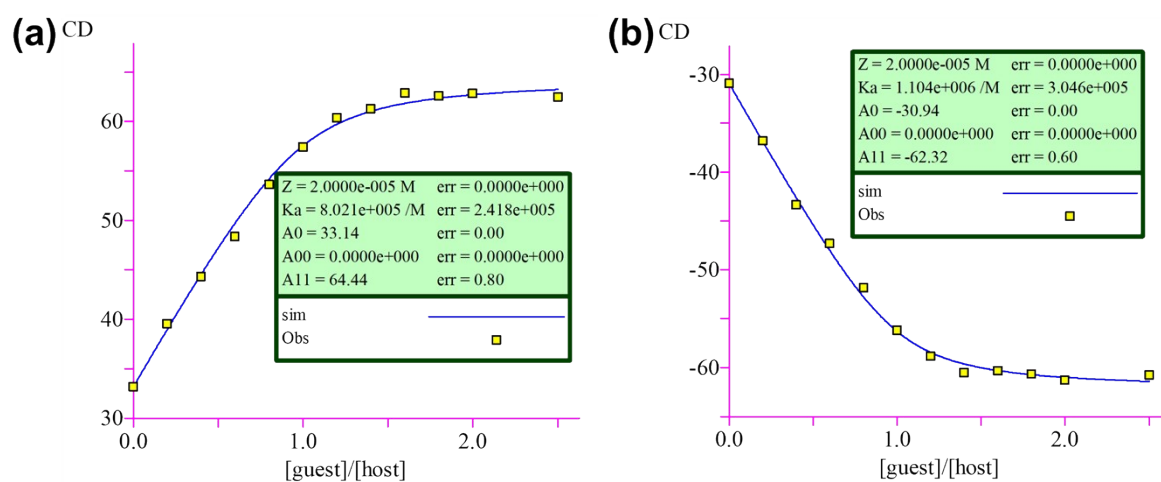 (a) CD
60
50
40
30
0.0 1.0 2.0
[guest]/[host]
Z = 2.0000e-005 M err = 0.0000e+000
Ka = 8.021e+005 /M err = 2.418e+005
A0 = 33.14 err = 0.00
A00 = 0.0000e+000 err = 0.0000e+000
A11 = 64.44 err = 0.80
sim
Obs
(b) CD
-30
-40
-50
-60
0.0 1.0 2.0
[guest]/[host]
Z = 2.0000e-005 M err = 0.0000e+000
Ka = 1.104e+006 /M err = 3.046e+005
A0 = -30.94 err = 0.00
A00 = 0.0000e+000 err = 0.0000e+000
A11 = -62.32 err = 0.60
sim
Obs